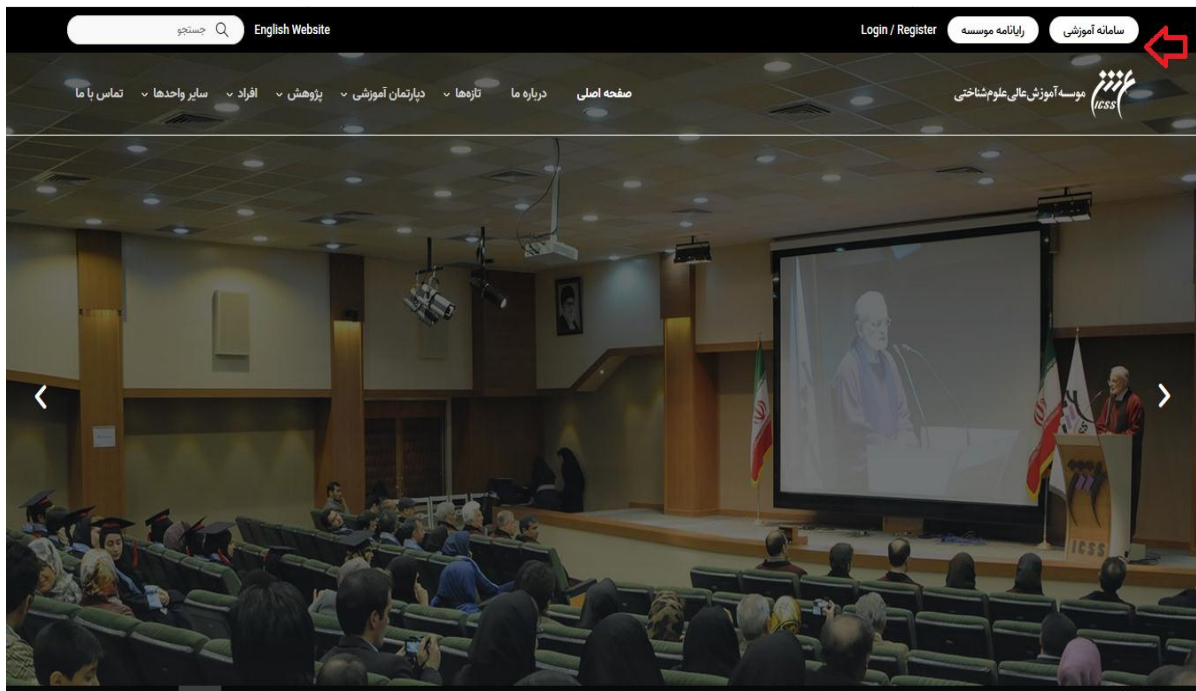 سامانه آموزشی
رایانامه موسسه
Login / Register
English Website
جستجو
موسسه آموزش عالی علوم شناختی
ICSS
صفحه اصلی
درباره ما
تازه‌ها
دپارتمان آموزشی
پژوهش
افراد
سایر واحدها
تماس با ما
ICSS